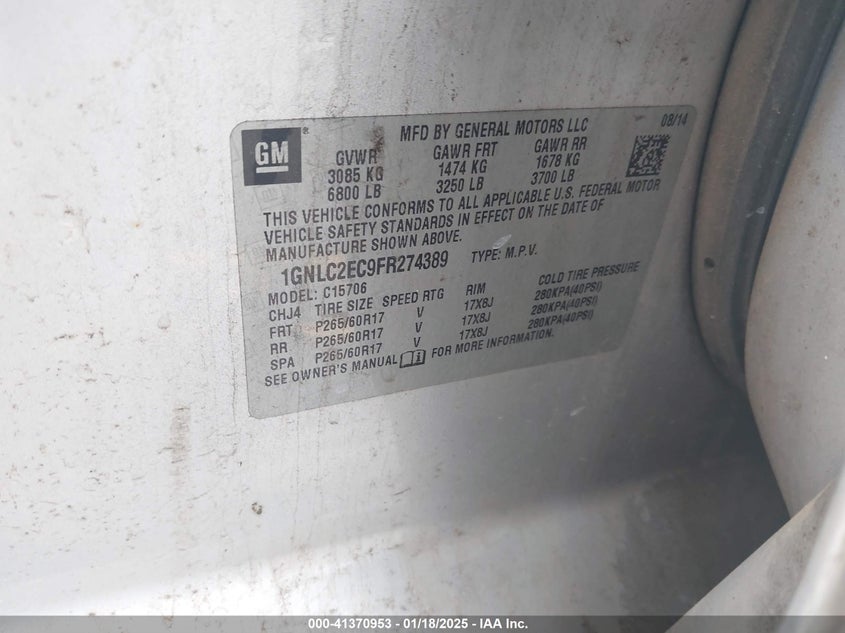 GM ®
MFD BY GENERAL MOTORS LLC 08/14
GVWR GAWR FRT GAWR RR
3085 KG 1474 KG 1678 KG
6800 LB 3250 LB 3700 LB
THIS VEHICLE CONFORMS TO ALL APPLICABLE U.S. FEDERAL MOTOR
VEHICLE SAFETY STANDARDS IN EFFECT ON THE DATE OF
MANUFACTURE SHOWN ABOVE.
1GNLC2EC9FR274389 TYPE: M.P.V.
MODEL: C15706
CHJ4 TIRE SIZE SPEED RTG RIM COLD TIRE PRESSURE
FRT P265/60R17 V 17X8J 280KPA(40PSI)
RR P265/60R17 V 17X8J 280KPA(40PSI)
SPA P265/60R17 V 17X8J 280KPA(40PSI)
SEE OWNER'S MANUAL i FOR MORE INFORMATION.
000-41370953 - 01/18/2025 - IAA Inc.